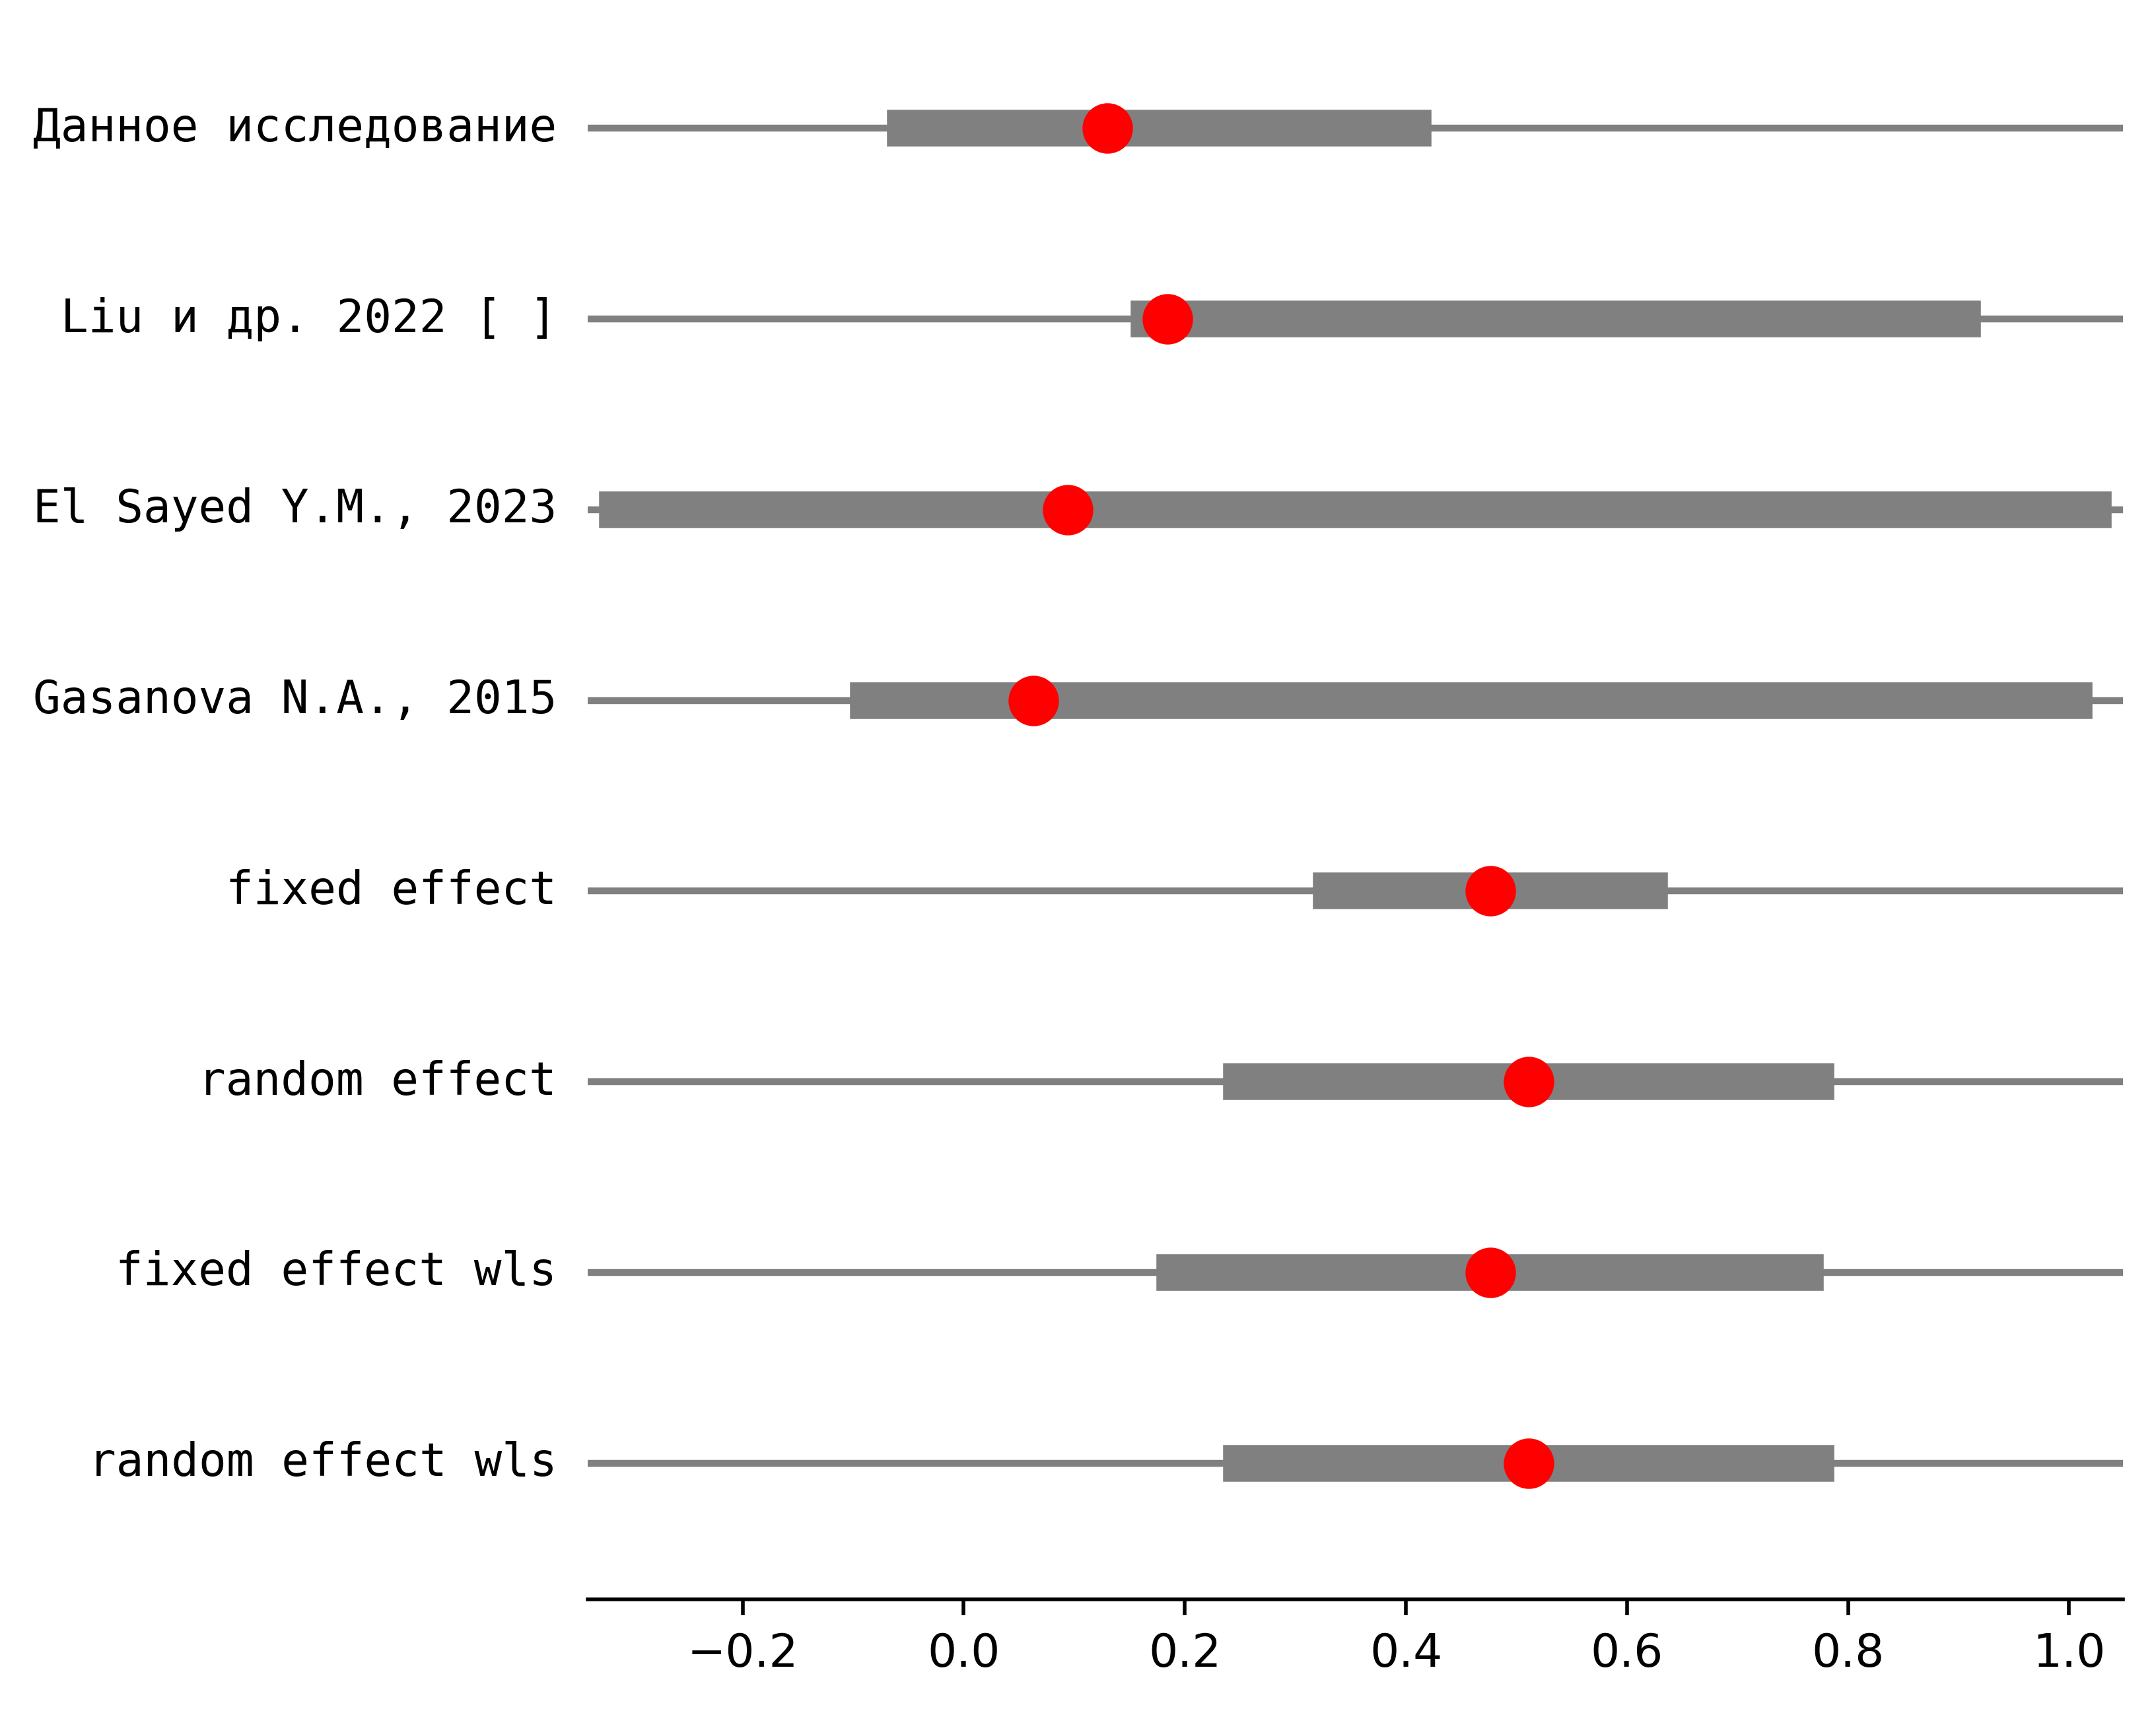 Данное исследование
Liu и др. 2022 [ ]
El Sayed Y.M., 2023
Gasanova N.A., 2015
fixed effect
random effect
fixed effect wls
random effect wls
−0.2 0.0 0.2 0.4 0.6 0.8 1.0